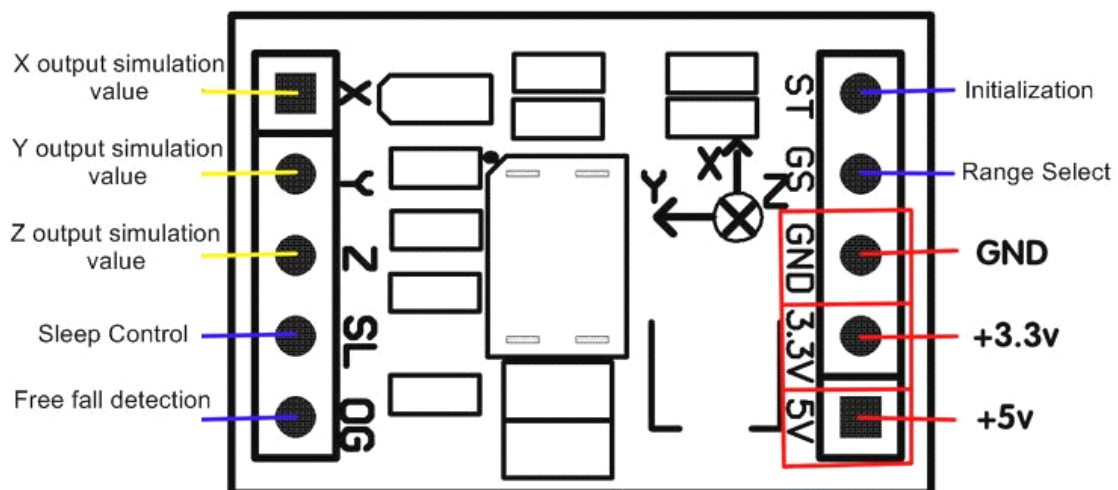 X output simulation
value
Y output simulation
value
Z output simulation
value
Sleep Control
Free fall detection
X
Y
Z
SL
OG
X
Y
Z
ST
GS
GND
3.3V
5V
Initialization
Range Select
GND
+3.3v
+5v